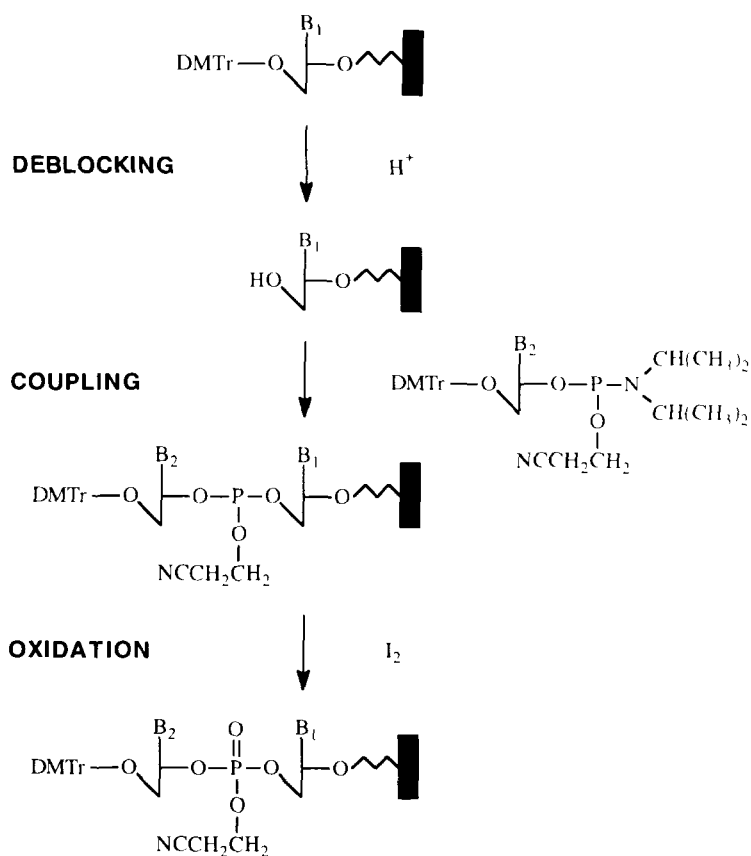 B₁
DMTr—O O
DEBLOCKING H⁺
B₁
HO O
COUPLING
B₂ CH(CH₃)₂
DMTr—O O—P—N
CH(CH₃)₂
O
NCCH₂CH₂
B₂ B₁
DMTr—O O—P—O O
O
NCCH₂CH₂
OXIDATION I₂
B₂ O B₁
DMTr—O O—P—O O
O
NCCH₂CH₂